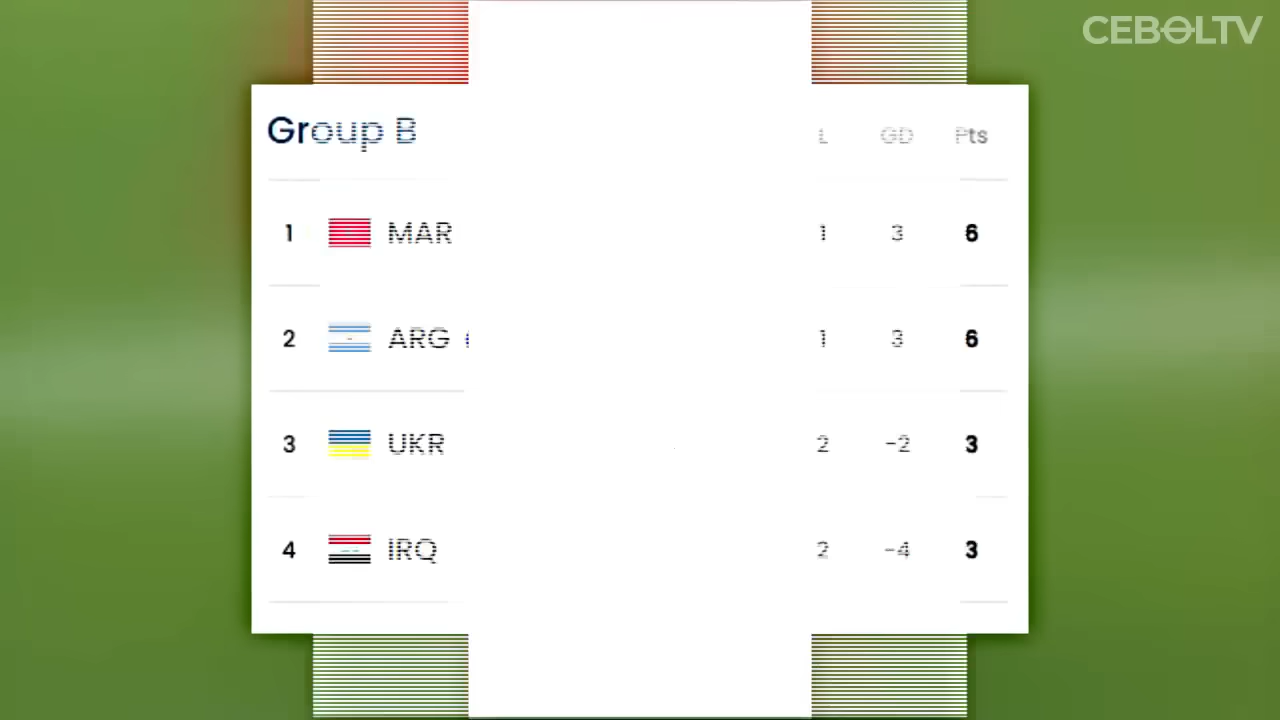 CEBOLTV
Group B L GD Pts
1 MAR 1 3 6
2 ARG 1 3 6
3 UKR 2 -2 3
4 IRQ 2 -4 3